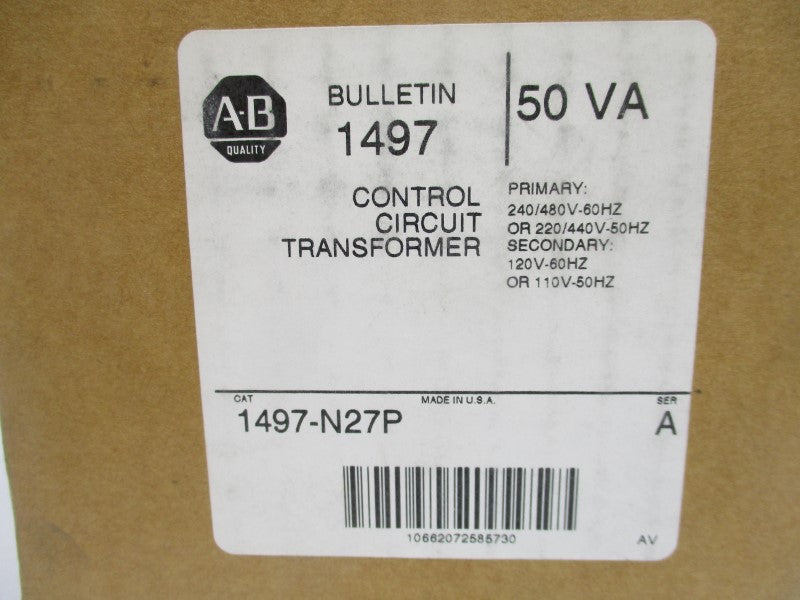 A-B
QUALITY
BULLETIN
1497
50 VA
CONTROL
CIRCUIT
TRANSFORMER
PRIMARY:
240/480V-60HZ
OR 220/440V-50HZ
SECONDARY:
120V-60HZ
OR 110V-50HZ
CAT
MADE IN U.S.A.
SER
1497-N27P
A
10662072585730
AV